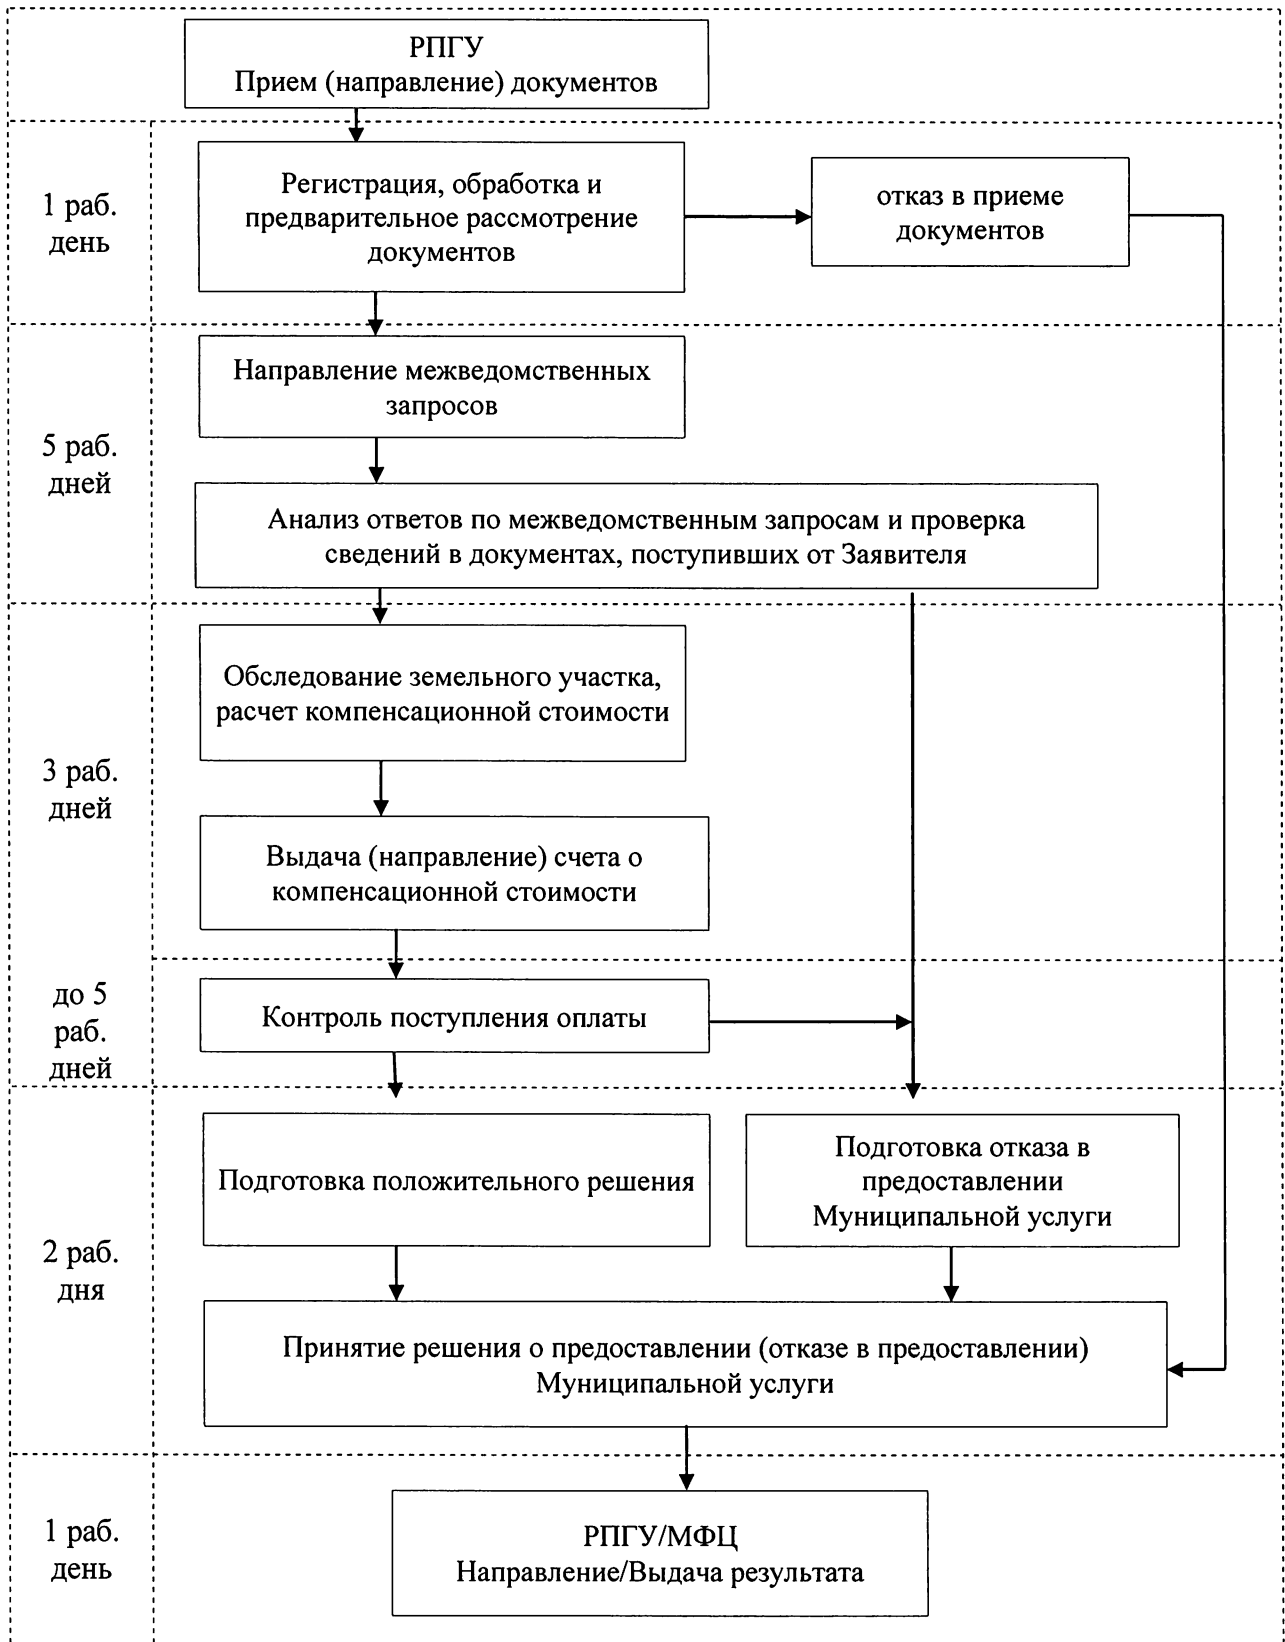 РПГУ
Прием (направление) документов
1 раб.
день
Регистрация, обработка и
предварительное рассмотрение
документов
отказ в приеме
документов
5 раб.
дней
Направление межведомственных
запросов
Анализ ответов по межведомственным запросам и проверка
сведений в документах, поступивших от Заявителя
3 раб.
дней
Обследование земельного участка,
расчет компенсационной стоимости
Выдача (направление) счета о
компенсационной стоимости
до 5
раб.
дней
Контроль поступления оплаты
2 раб.
дня
Подготовка положительного решения
Подготовка отказа в
предоставлении
Муниципальной услуги
Принятие решения о предоставлении (отказе в предоставлении)
Муниципальной услуги
1 раб.
день
РПГУ/МФЦ
Направление/Выдача результата